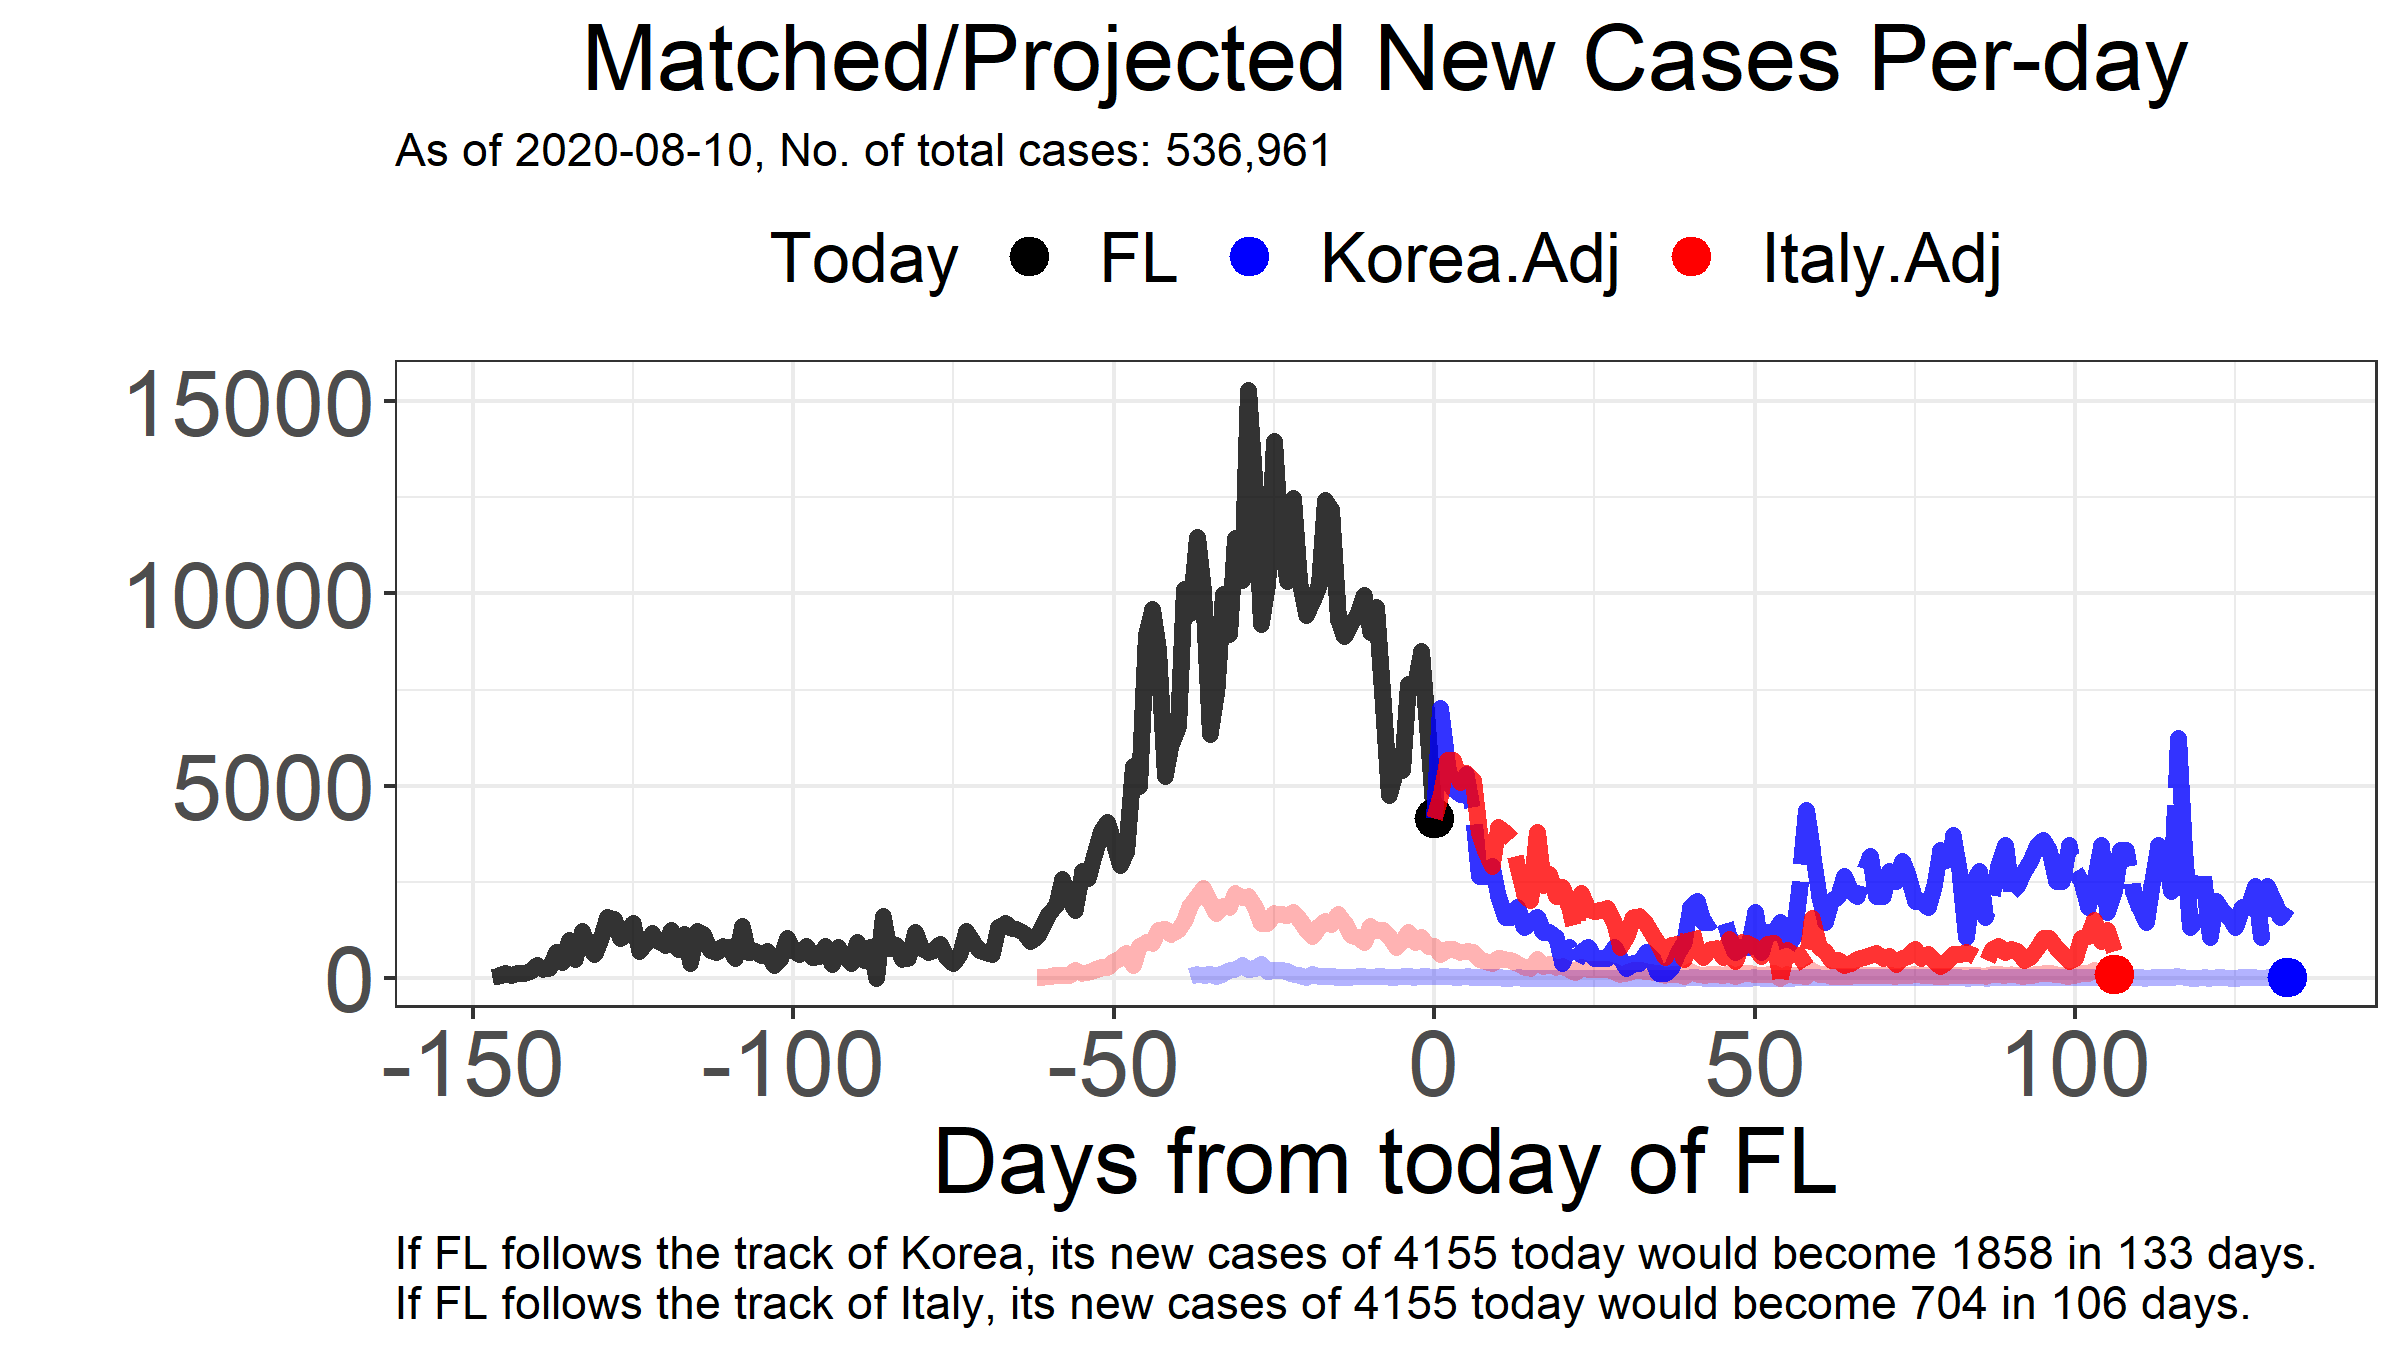 Matched/Projected New Cases Per-day
As of 2020-08-10, No. of total cases: 536,961
Today FL Korea.Adj Italy.Adj
15000
10000
5000
0
-150 -100 -50 0 50 100
Days from today of FL
If FL follows the track of Korea, its new cases of 4155 today would become 1858 in 133 days.
If FL follows the track of Italy, its new cases of 4155 today would become 704 in 106 days.